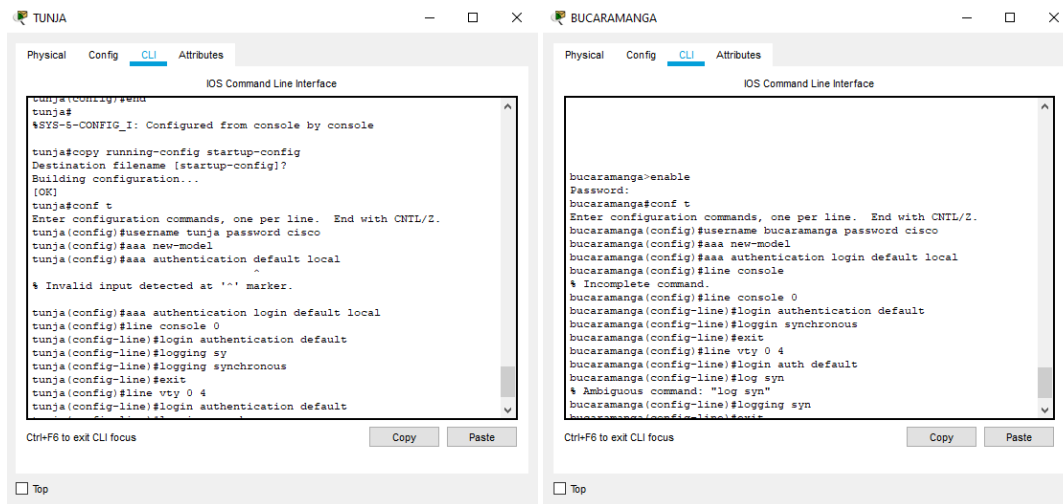 TUNJA
Physical Config CLI Attributes
IOS Command Line Interface
tunja(config)#end
tunja#
%SYS-5-CONFIG_I: Configured from console by console
tunja#copy running-config startup-config
Destination filename [startup-config]?
Building configuration...
[OK]
tunja#conf t
Enter configuration commands, one per line.  End with CNTL/Z.
tunja(config)#username tunja password cisco
tunja(config)#aaa new-model
tunja(config)#aaa authentication default local
^
% Invalid input detected at '^' marker.
tunja(config)#aaa authentication login default local
tunja(config)#line console 0
tunja(config-line)#login authentication default
tunja(config-line)#logging sy
tunja(config-line)#logging synchronous
tunja(config-line)#exit
tunja(config)#line vty 0 4
tunja(config-line)#login authentication default
Ctrl+F6 to exit CLI focus
Copy Paste
Top
BUCARAMANGA
Physical Config CLI Attributes
IOS Command Line Interface
bucaramanga>enable
Password:
bucaramanga#conf t
Enter configuration commands, one per line.  End with CNTL/Z.
bucaramanga(config)#username bucaramanga password cisco
bucaramanga(config)#aaa new-model
bucaramanga(config)#aaa authentication login default local
bucaramanga(config)#line console
% Incomplete command.
bucaramanga(config)#line console 0
bucaramanga(config-line)#login authentication default
bucaramanga(config-line)#loggin synchronous
bucaramanga(config-line)#exit
bucaramanga(config)#line vty 0 4
bucaramanga(config-line)#login auth default
bucaramanga(config-line)#log syn
% Ambiguous command: "log syn"
bucaramanga(config-line)#logging syn
bucaramanga(config-line)#exit
Ctrl+F6 to exit CLI focus
Copy Paste
Top